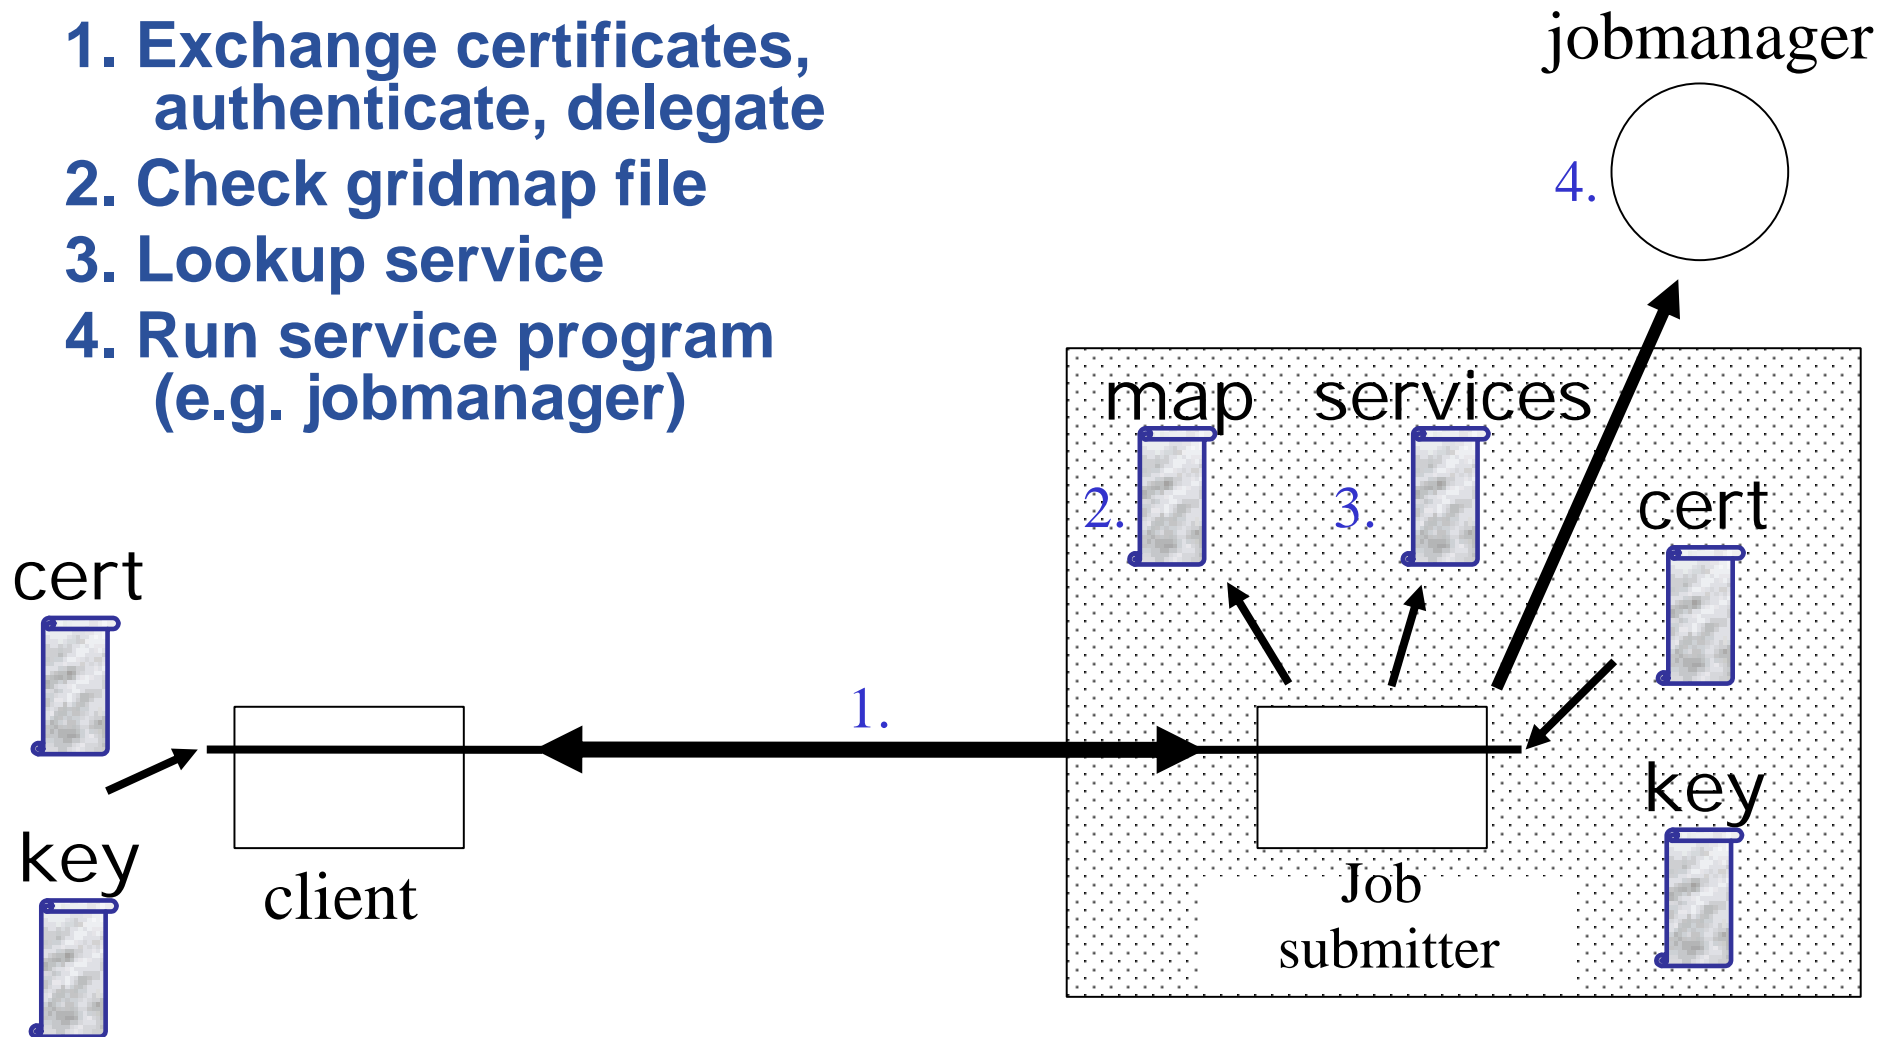 1. Exchange certificates,
authenticate, delegate
2. Check gridmap file
3. Lookup service
4. Run service program
(e.g. jobmanager)
jobmanager
4.
map services
2. 3.
cert
cert
1.
key
key
client
Job
submitter